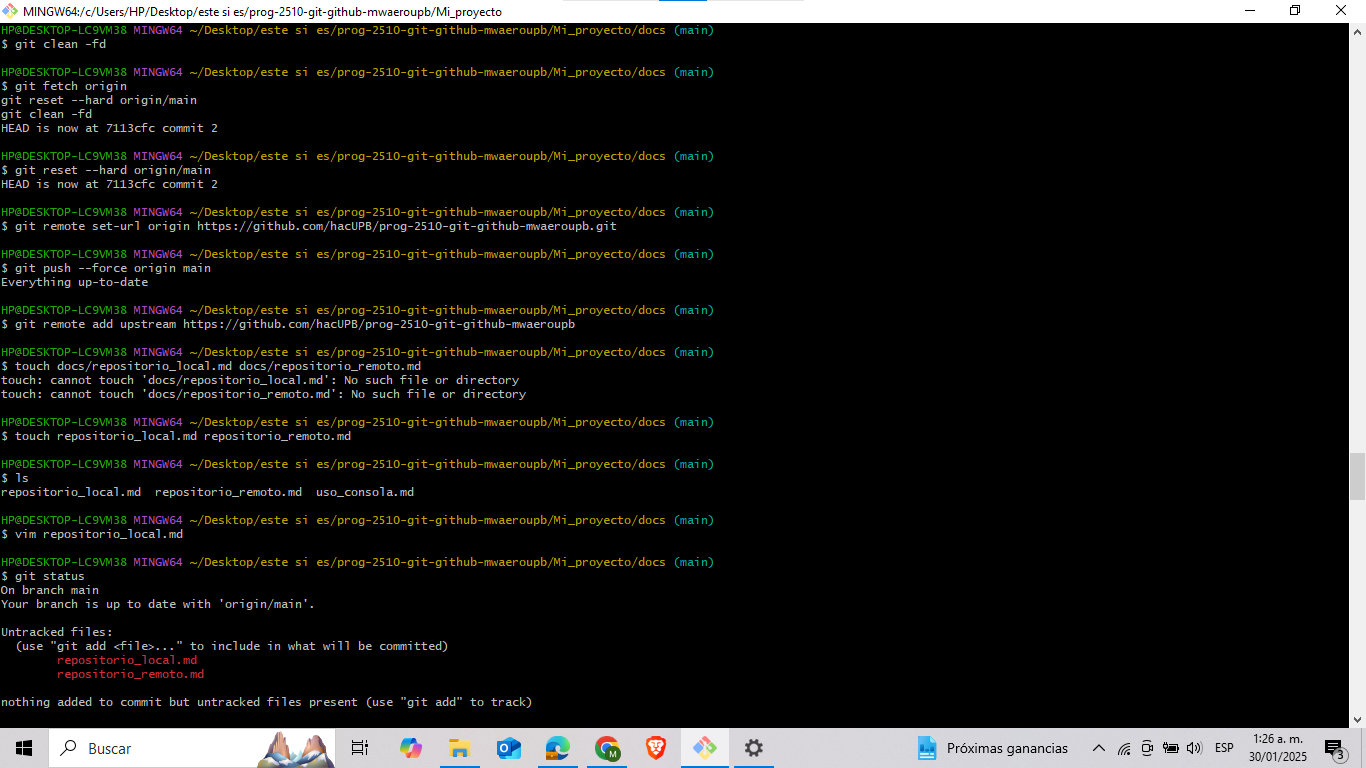 MINGW64:/c/Users/HP/Desktop/este si es/prog-2510-git-github-mwaeroupb/Mi_proyecto
HP@DESKTOP-LC9VM38 MINGW64 ~/Desktop/este si es/prog-2510-git-github-mwaeroupb/Mi_proyecto/docs (main)
$ git clean -fd
HP@DESKTOP-LC9VM38 MINGW64 ~/Desktop/este si es/prog-2510-git-github-mwaeroupb/Mi_proyecto/docs (main)
$ git fetch origin
git reset --hard origin/main
git clean -fd
HEAD is now at 7113cfc commit 2
HP@DESKTOP-LC9VM38 MINGW64 ~/Desktop/este si es/prog-2510-git-github-mwaeroupb/Mi_proyecto/docs (main)
$ git reset --hard origin/main
HEAD is now at 7113cfc commit 2
HP@DESKTOP-LC9VM38 MINGW64 ~/Desktop/este si es/prog-2510-git-github-mwaeroupb/Mi_proyecto/docs (main)
$ git remote set-url origin https://github.com/hacUPB/prog-2510-git-github-mwaeroupb.git
HP@DESKTOP-LC9VM38 MINGW64 ~/Desktop/este si es/prog-2510-git-github-mwaeroupb/Mi_proyecto/docs (main)
$ git push --force origin main
Everything up-to-date
HP@DESKTOP-LC9VM38 MINGW64 ~/Desktop/este si es/prog-2510-git-github-mwaeroupb/Mi_proyecto/docs (main)
$ git remote add upstream https://github.com/hacUPB/prog-2510-git-github-mwaeroupb
HP@DESKTOP-LC9VM38 MINGW64 ~/Desktop/este si es/prog-2510-git-github-mwaeroupb/Mi_proyecto/docs (main)
$ touch docs/repositorio_local.md docs/repositorio_remoto.md
touch: cannot touch 'docs/repositorio_local.md': No such file or directory
touch: cannot touch 'docs/repositorio_remoto.md': No such file or directory
HP@DESKTOP-LC9VM38 MINGW64 ~/Desktop/este si es/prog-2510-git-github-mwaeroupb/Mi_proyecto/docs (main)
$ touch repositorio_local.md repositorio_remoto.md
HP@DESKTOP-LC9VM38 MINGW64 ~/Desktop/este si es/prog-2510-git-github-mwaeroupb/Mi_proyecto/docs (main)
$ ls
repositorio_local.md  repositorio_remoto.md  uso_consola.md
HP@DESKTOP-LC9VM38 MINGW64 ~/Desktop/este si es/prog-2510-git-github-mwaeroupb/Mi_proyecto/docs (main)
$ vim repositorio_local.md
HP@DESKTOP-LC9VM38 MINGW64 ~/Desktop/este si es/prog-2510-git-github-mwaeroupb/Mi_proyecto/docs (main)
$ git status
On branch main
Your branch is up to date with 'origin/main'.
Untracked files:
(use "git add <file>..." to include in what will be committed)
repositorio_local.md
repositorio_remoto.md
nothing added to commit but untracked files present (use "git add" to track)
Buscar
M
Próximas ganancias
ESP
1:26 a. m.
30/01/2025
3